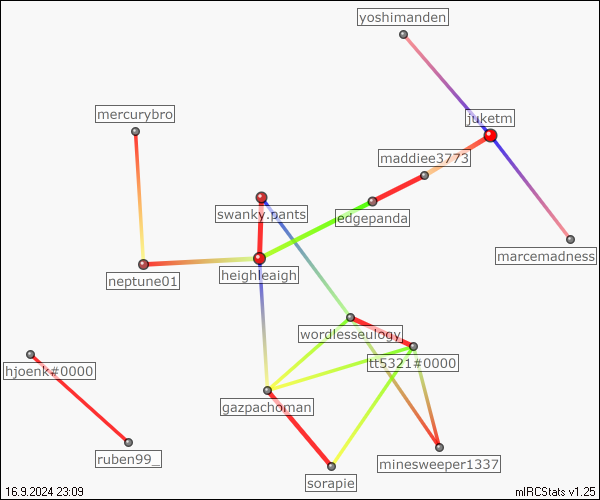 yoshimanden
mercurybro
juketm
maddiee3773
swanky.pants
edgepanda
marcemadness
neptune01
heighleaigh
wordlesseulogy
hjoenk#0000
tt5321#0000
gazpachoman
ruben99_
minesweeper1337
sorapie
16.9.2024 23:09
mIRCStats v1.25